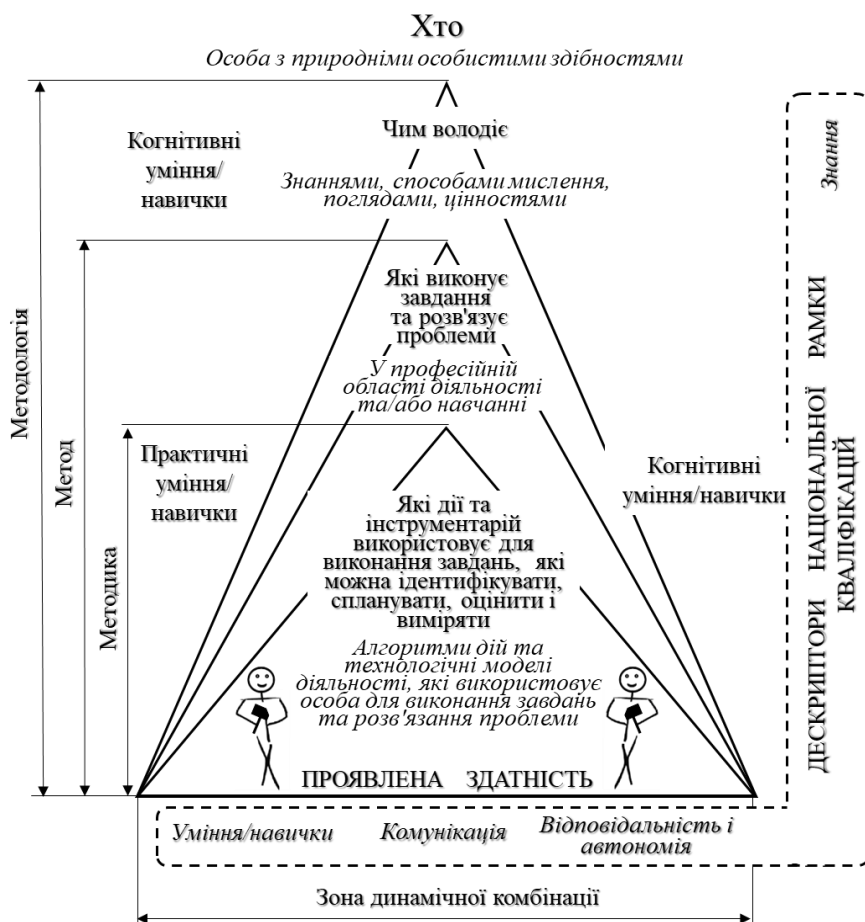 Хто
Особа з природніми особистими здібностями
Чим володіє
Когнітивні
уміння/
навички
Знаннями, способами мислення,
поглядами, цінностями
Які виконує
завдання
та розв'язує
проблеми
У професійній
області діяльності
та/або навчанні
Практичні
уміння/
навички
Когнітивні
уміння/навички
Які дії та
інструментарій
використовує для
виконання завдань, які
можна ідентифікувати,
спланувати, оцінити і
виміряти
Алгоритми дій та
технологічні моделі
діяльності, які використовує
особа для виконання завдань
та розв'язання проблеми
ПРОЯВЛЕНА ЗДАТНІСТЬ
Методологія
Метод
Методика
Знання
ДЕСКРИПТОРИ НАЦІОНАЛЬНОЇ РАМКИ
КВАЛІФІКАЦІЙ
Уміння/навички
Комунікація
Відповідальність і
автономія
Зона динамічної комбінації